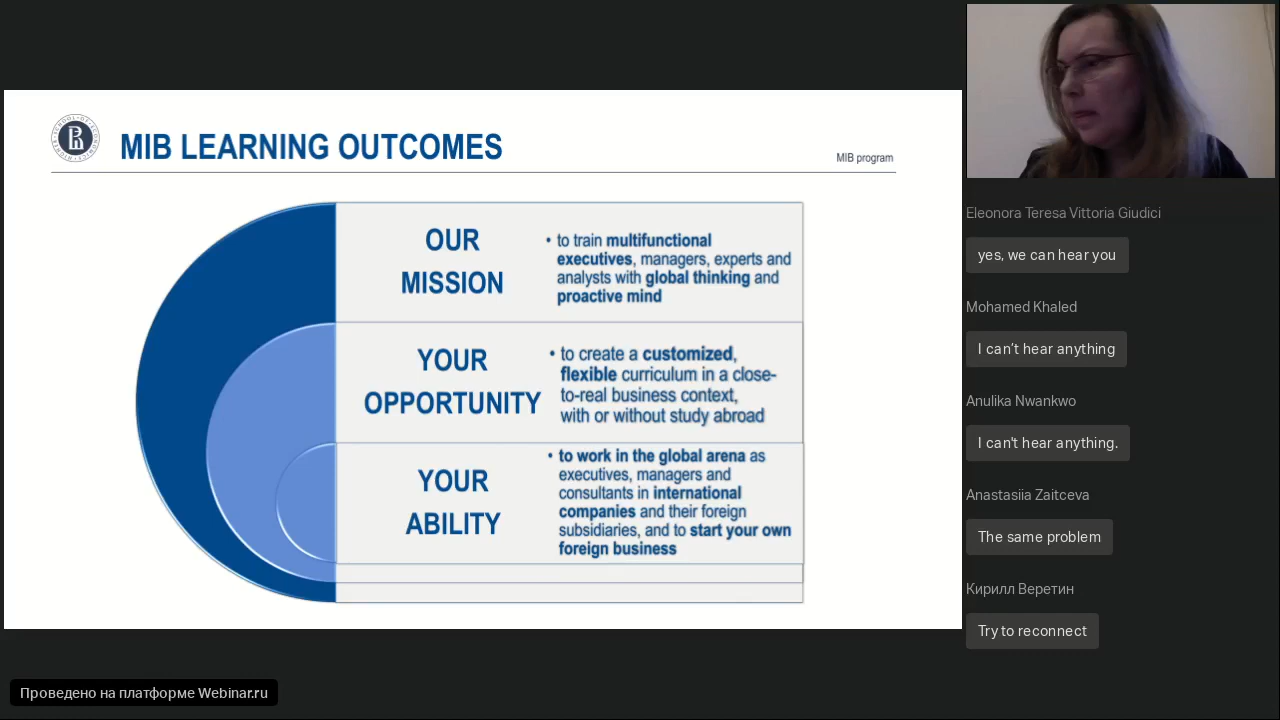 MIB LEARNING OUTCOMES
MIB program
OUR
MISSION
• to train multifunctional
executives, managers, experts and
analysts with global thinking and
proactive mind
YOUR
OPPORTUNITY
• to create a customized,
flexible curriculum in a close-
to-real business context,
with or without study abroad
YOUR
ABILITY
• to work in the global arena as
executives, managers and
consultants in international
companies and their foreign
subsidiaries, and to start your own
foreign business
Eleonora Teresa Vittoria Giudici
yes, we can hear you
Mohamed Khaled
I can’t hear anything
Anulika Nwankwo
I can't hear anything.
Anastasiia Zaitceva
The same problem
Кирилл Веретин
Try to reconnect
Проведено на платформе Webinar.ru